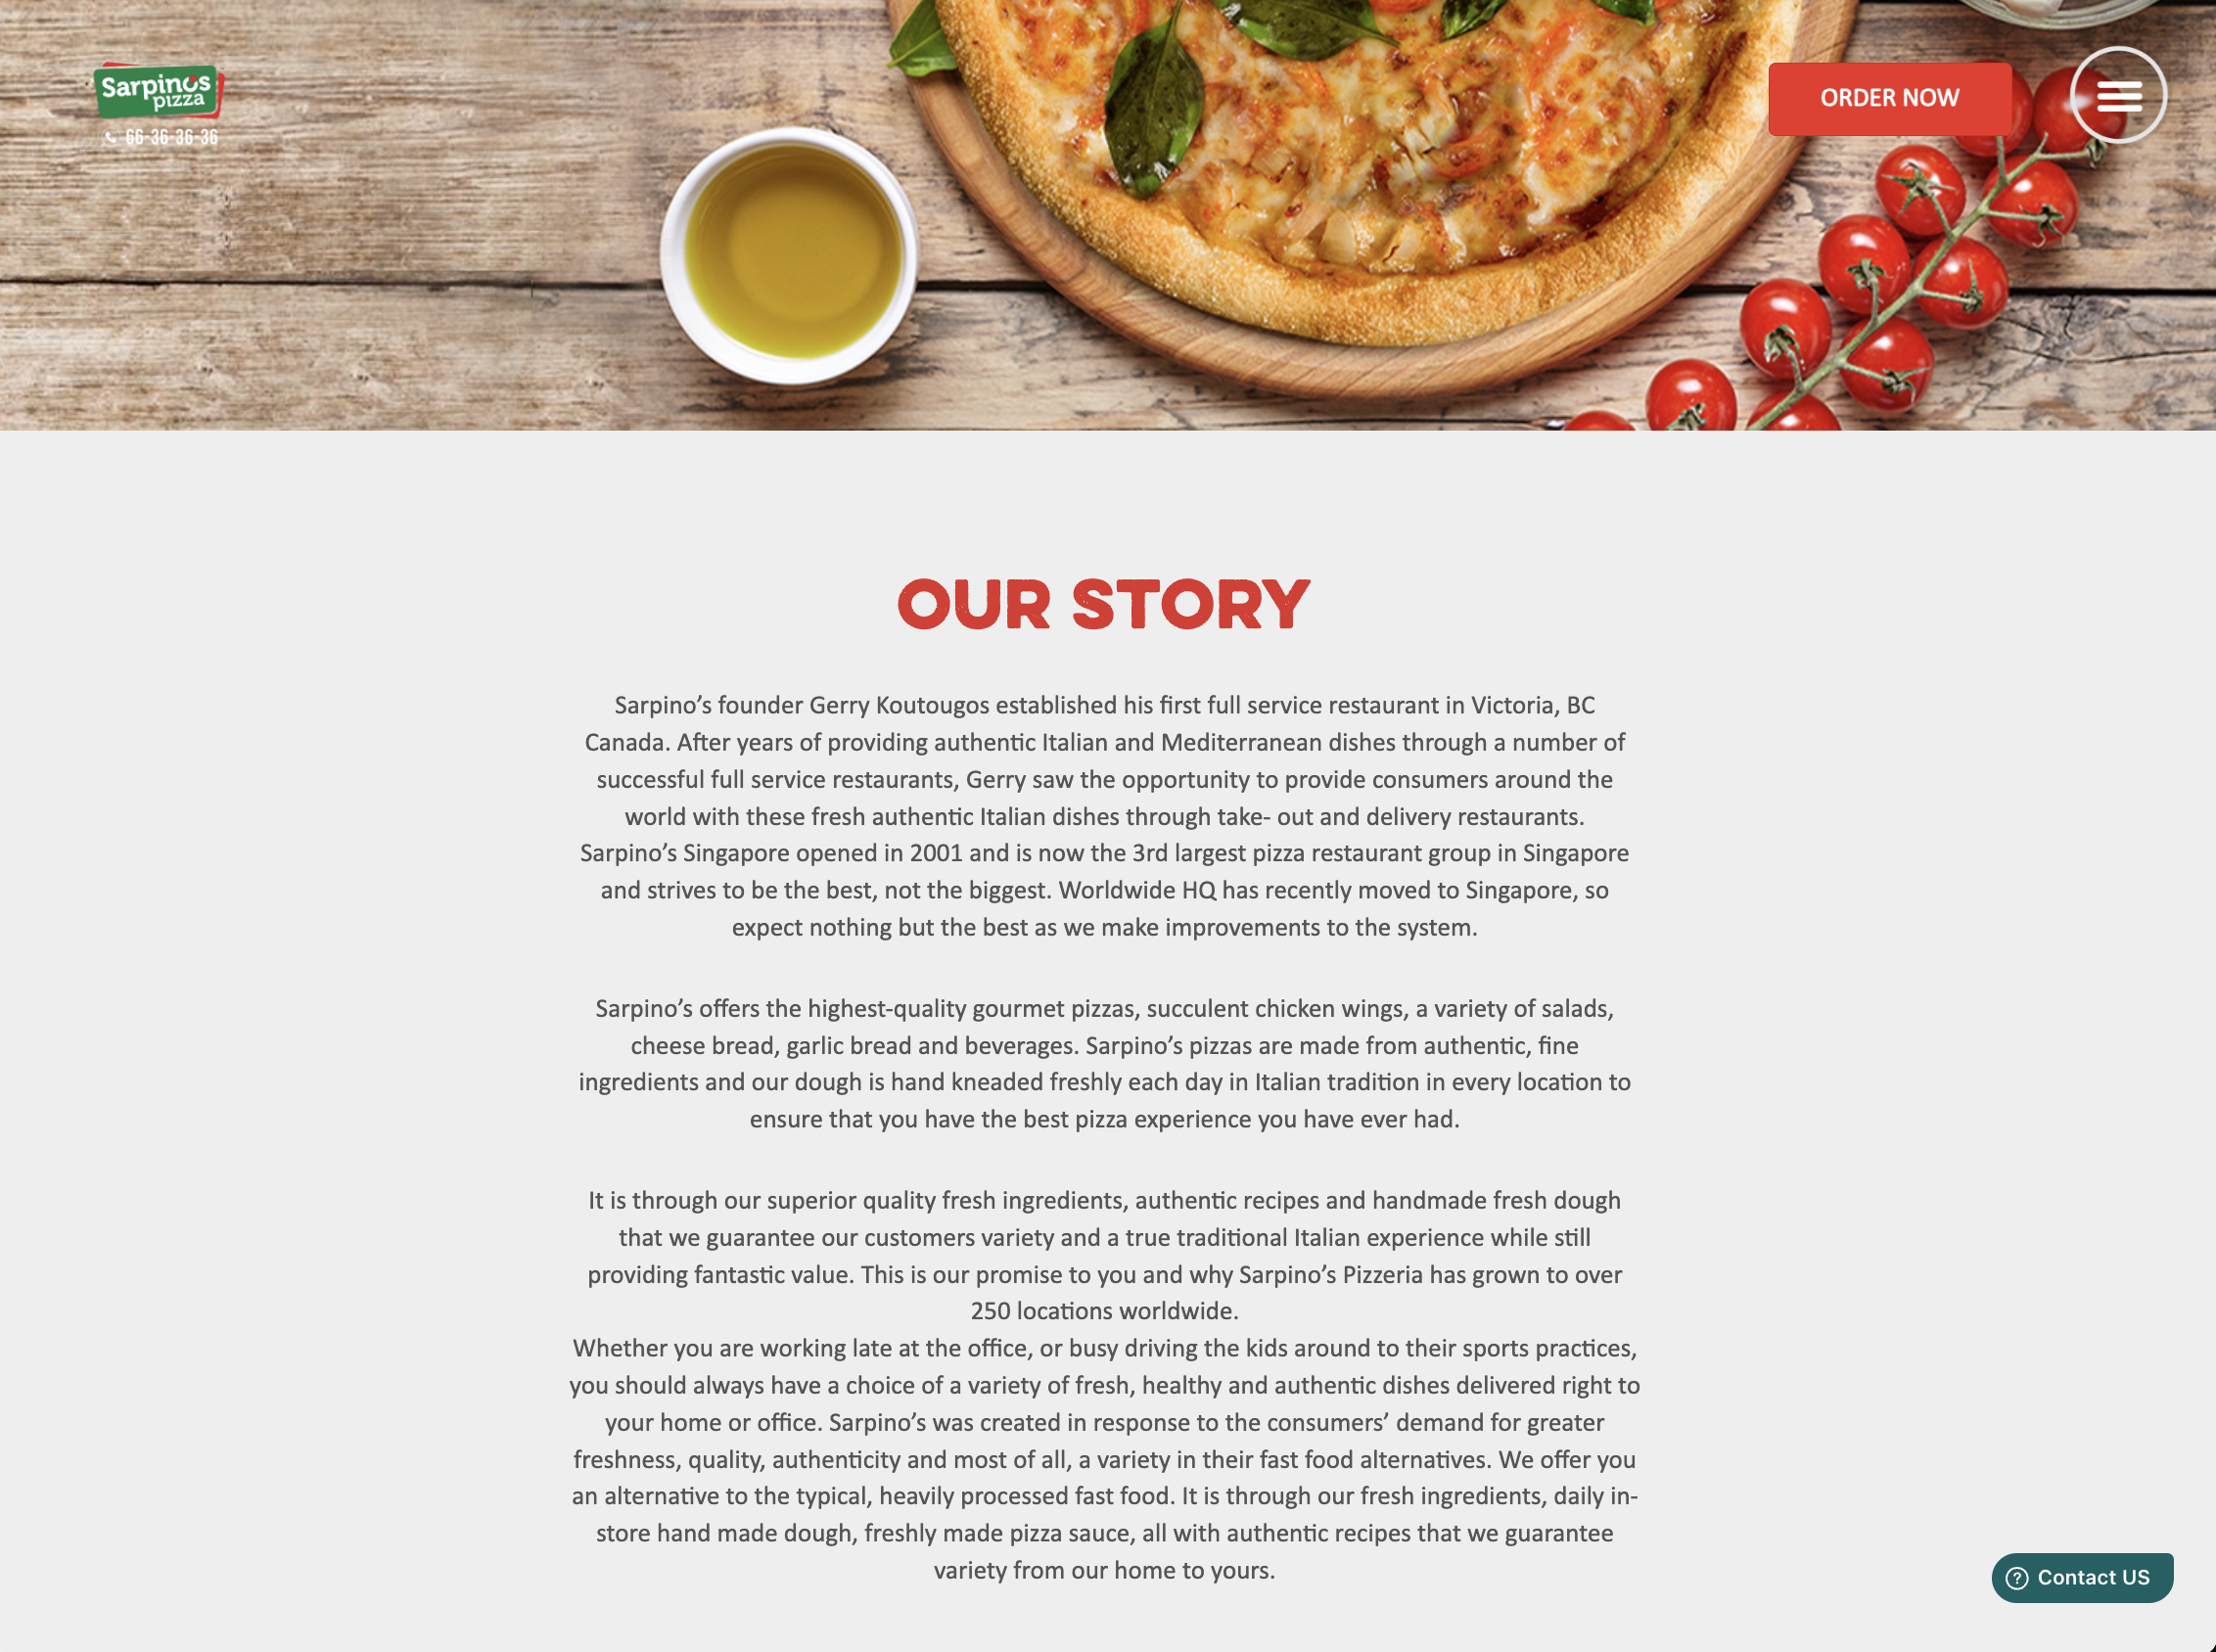 Sarpino's
pizza
66-36-36-36
ORDER NOW
OUR STORY
Sarpino’s founder Gerry Koutougos established his first full service restaurant in Victoria, BC
Canada. After years of providing authentic Italian and Mediterranean dishes through a number of
successful full service restaurants, Gerry saw the opportunity to provide consumers around the
world with these fresh authentic Italian dishes through take- out and delivery restaurants.
Sarpino’s Singapore opened in 2001 and is now the 3rd largest pizza restaurant group in Singapore
and strives to be the best, not the biggest. Worldwide HQ has recently moved to Singapore, so
expect nothing but the best as we make improvements to the system.
Sarpino’s offers the highest-quality gourmet pizzas, succulent chicken wings, a variety of salads,
cheese bread, garlic bread and beverages. Sarpino’s pizzas are made from authentic, fine
ingredients and our dough is hand kneaded freshly each day in Italian tradition in every location to
ensure that you have the best pizza experience you have ever had.
It is through our superior quality fresh ingredients, authentic recipes and handmade fresh dough
that we guarantee our customers variety and a true traditional Italian experience while still
providing fantastic value. This is our promise to you and why Sarpino’s Pizzeria has grown to over
250 locations worldwide.
Whether you are working late at the office, or busy driving the kids around to their sports practices,
you should always have a choice of a variety of fresh, healthy and authentic dishes delivered right to
your home or office. Sarpino’s was created in response to the consumers’ demand for greater
freshness, quality, authenticity and most of all, a variety in their fast food alternatives. We offer you
an alternative to the typical, heavily processed fast food. It is through our fresh ingredients, daily in-
store hand made dough, freshly made pizza sauce, all with authentic recipes that we guarantee
variety from our home to yours.
Contact US